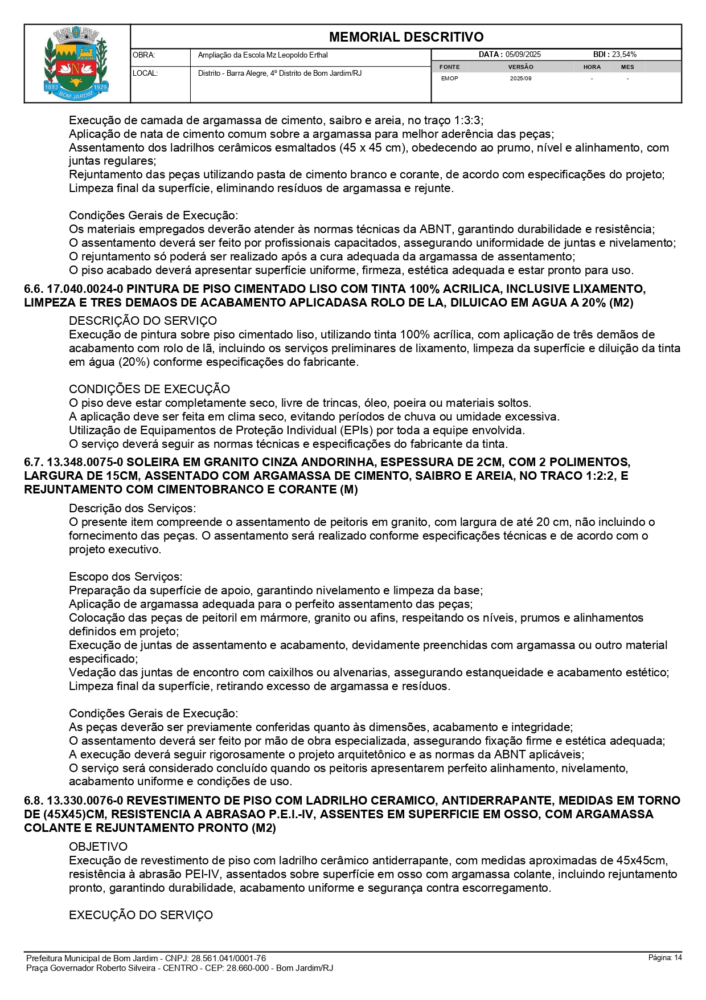 MEMORIAL DESCRITIVO
OBRA: Ampliação da Escola Mz Leopoldo Erthal
DATA : 05/09/2025 BDI : 23,54%
FONTE VERSÃO HORA MES
LOCAL: Distrito - Barra Alegre, 4º Distrito de Bom Jardim/RJ
EMOP 2025/09 - -
N
1893 1929
BOM JARDIM
Execução de camada de argamassa de cimento, saibro e areia, no traço 1:3:3;
Aplicação de nata de cimento comum sobre a argamassa para melhor aderência das peças;
Assentamento dos ladrilhos cerâmicos esmaltados (45 x 45 cm), obedecendo ao prumo, nível e alinhamento, com
juntas regulares;
Rejuntamento das peças utilizando pasta de cimento branco e corante, de acordo com especificações do projeto;
Limpeza final da superfície, eliminando resíduos de argamassa e rejunte.
Condições Gerais de Execução:
Os materiais empregados deverão atender às normas técnicas da ABNT, garantindo durabilidade e resistência;
O assentamento deverá ser feito por profissionais capacitados, assegurando uniformidade de juntas e nivelamento;
O rejuntamento só poderá ser realizado após a cura adequada da argamassa de assentamento;
O piso acabado deverá apresentar superfície uniforme, firmeza, estética adequada e estar pronto para uso.
6.6. 17.040.0024-0 PINTURA DE PISO CIMENTADO LISO COM TINTA 100% ACRILICA, INCLUSIVE LIXAMENTO,
LIMPEZA E TRES DEMAOS DE ACABAMENTO APLICADASA ROLO DE LA, DILUICAO EM AGUA A 20% (M2)
DESCRIÇÃO DO SERVIÇO
Execução de pintura sobre piso cimentado liso, utilizando tinta 100% acrílica, com aplicação de três demãos de
acabamento com rolo de lã, incluindo os serviços preliminares de lixamento, limpeza da superfície e diluição da tinta
em água (20%) conforme especificações do fabricante.
CONDIÇÕES DE EXECUÇÃO
O piso deve estar completamente seco, livre de trincas, óleo, poeira ou materiais soltos.
A aplicação deve ser feita em clima seco, evitando períodos de chuva ou umidade excessiva.
Utilização de Equipamentos de Proteção Individual (EPIs) por toda a equipe envolvida.
O serviço deverá seguir as normas técnicas e especificações do fabricante da tinta.
6.7. 13.348.0075-0 SOLEIRA EM GRANITO CINZA ANDORINHA, ESPESSURA DE 2CM, COM 2 POLIMENTOS,
LARGURA DE 15CM, ASSENTADO COM ARGAMASSA DE CIMENTO, SAIBRO E AREIA, NO TRACO 1:2:2, E
REJUNTAMENTO COM CIMENTOBRANCO E CORANTE (M)
Descrição dos Serviços:
O presente item compreende o assentamento de peitoris em granito, com largura de até 20 cm, não incluindo o
fornecimento das peças. O assentamento será realizado conforme especificações técnicas e de acordo com o
projeto executivo.
Escopo dos Serviços:
Preparação da superfície de apoio, garantindo nivelamento e limpeza da base;
Aplicação de argamassa adequada para o perfeito assentamento das peças;
Colocação das peças de peitoril em mármore, granito ou afins, respeitando os níveis, prumos e alinhamentos
definidos em projeto;
Execução de juntas de assentamento e acabamento, devidamente preenchidas com argamassa ou outro material
especificado;
Vedação das juntas de encontro com caixilhos ou alvenarias, assegurando estanqueidade e acabamento estético;
Limpeza final da superfície, retirando excesso de argamassa e resíduos.
Condições Gerais de Execução:
As peças deverão ser previamente conferidas quanto às dimensões, acabamento e integridade;
O assentamento deverá ser feito por mão de obra especializada, assegurando fixação firme e estética adequada;
A execução deverá seguir rigorosamente o projeto arquitetônico e as normas da ABNT aplicáveis;
O serviço será considerado concluído quando os peitoris apresentarem perfeito alinhamento, nivelamento,
acabamento uniforme e condições de uso.
6.8. 13.330.0076-0 REVESTIMENTO DE PISO COM LADRILHO CERAMICO, ANTIDERRAPANTE, MEDIDAS EM TORNO
DE (45X45)CM, RESISTENCIA A ABRASAO P.E.I.-IV, ASSENTES EM SUPERFICIE EM OSSO, COM ARGAMASSA
COLANTE E REJUNTAMENTO PRONTO (M2)
OBJETIVO
Execução de revestimento de piso com ladrilho cerâmico antiderrapante, com medidas aproximadas de 45x45cm,
resistência à abrasão PEI-IV, assentados sobre superfície em osso com argamassa colante, incluindo rejuntamento
pronto, garantindo durabilidade, acabamento uniforme e segurança contra escorregamento.
EXECUÇÃO DO SERVIÇO
Prefeitura Municipal de Bom Jardim - CNPJ: 28.561.041/0001-76 Página: 14
Praça Governador Roberto Silveira - CENTRO - CEP: 28.660-000 - Bom Jardim/RJ